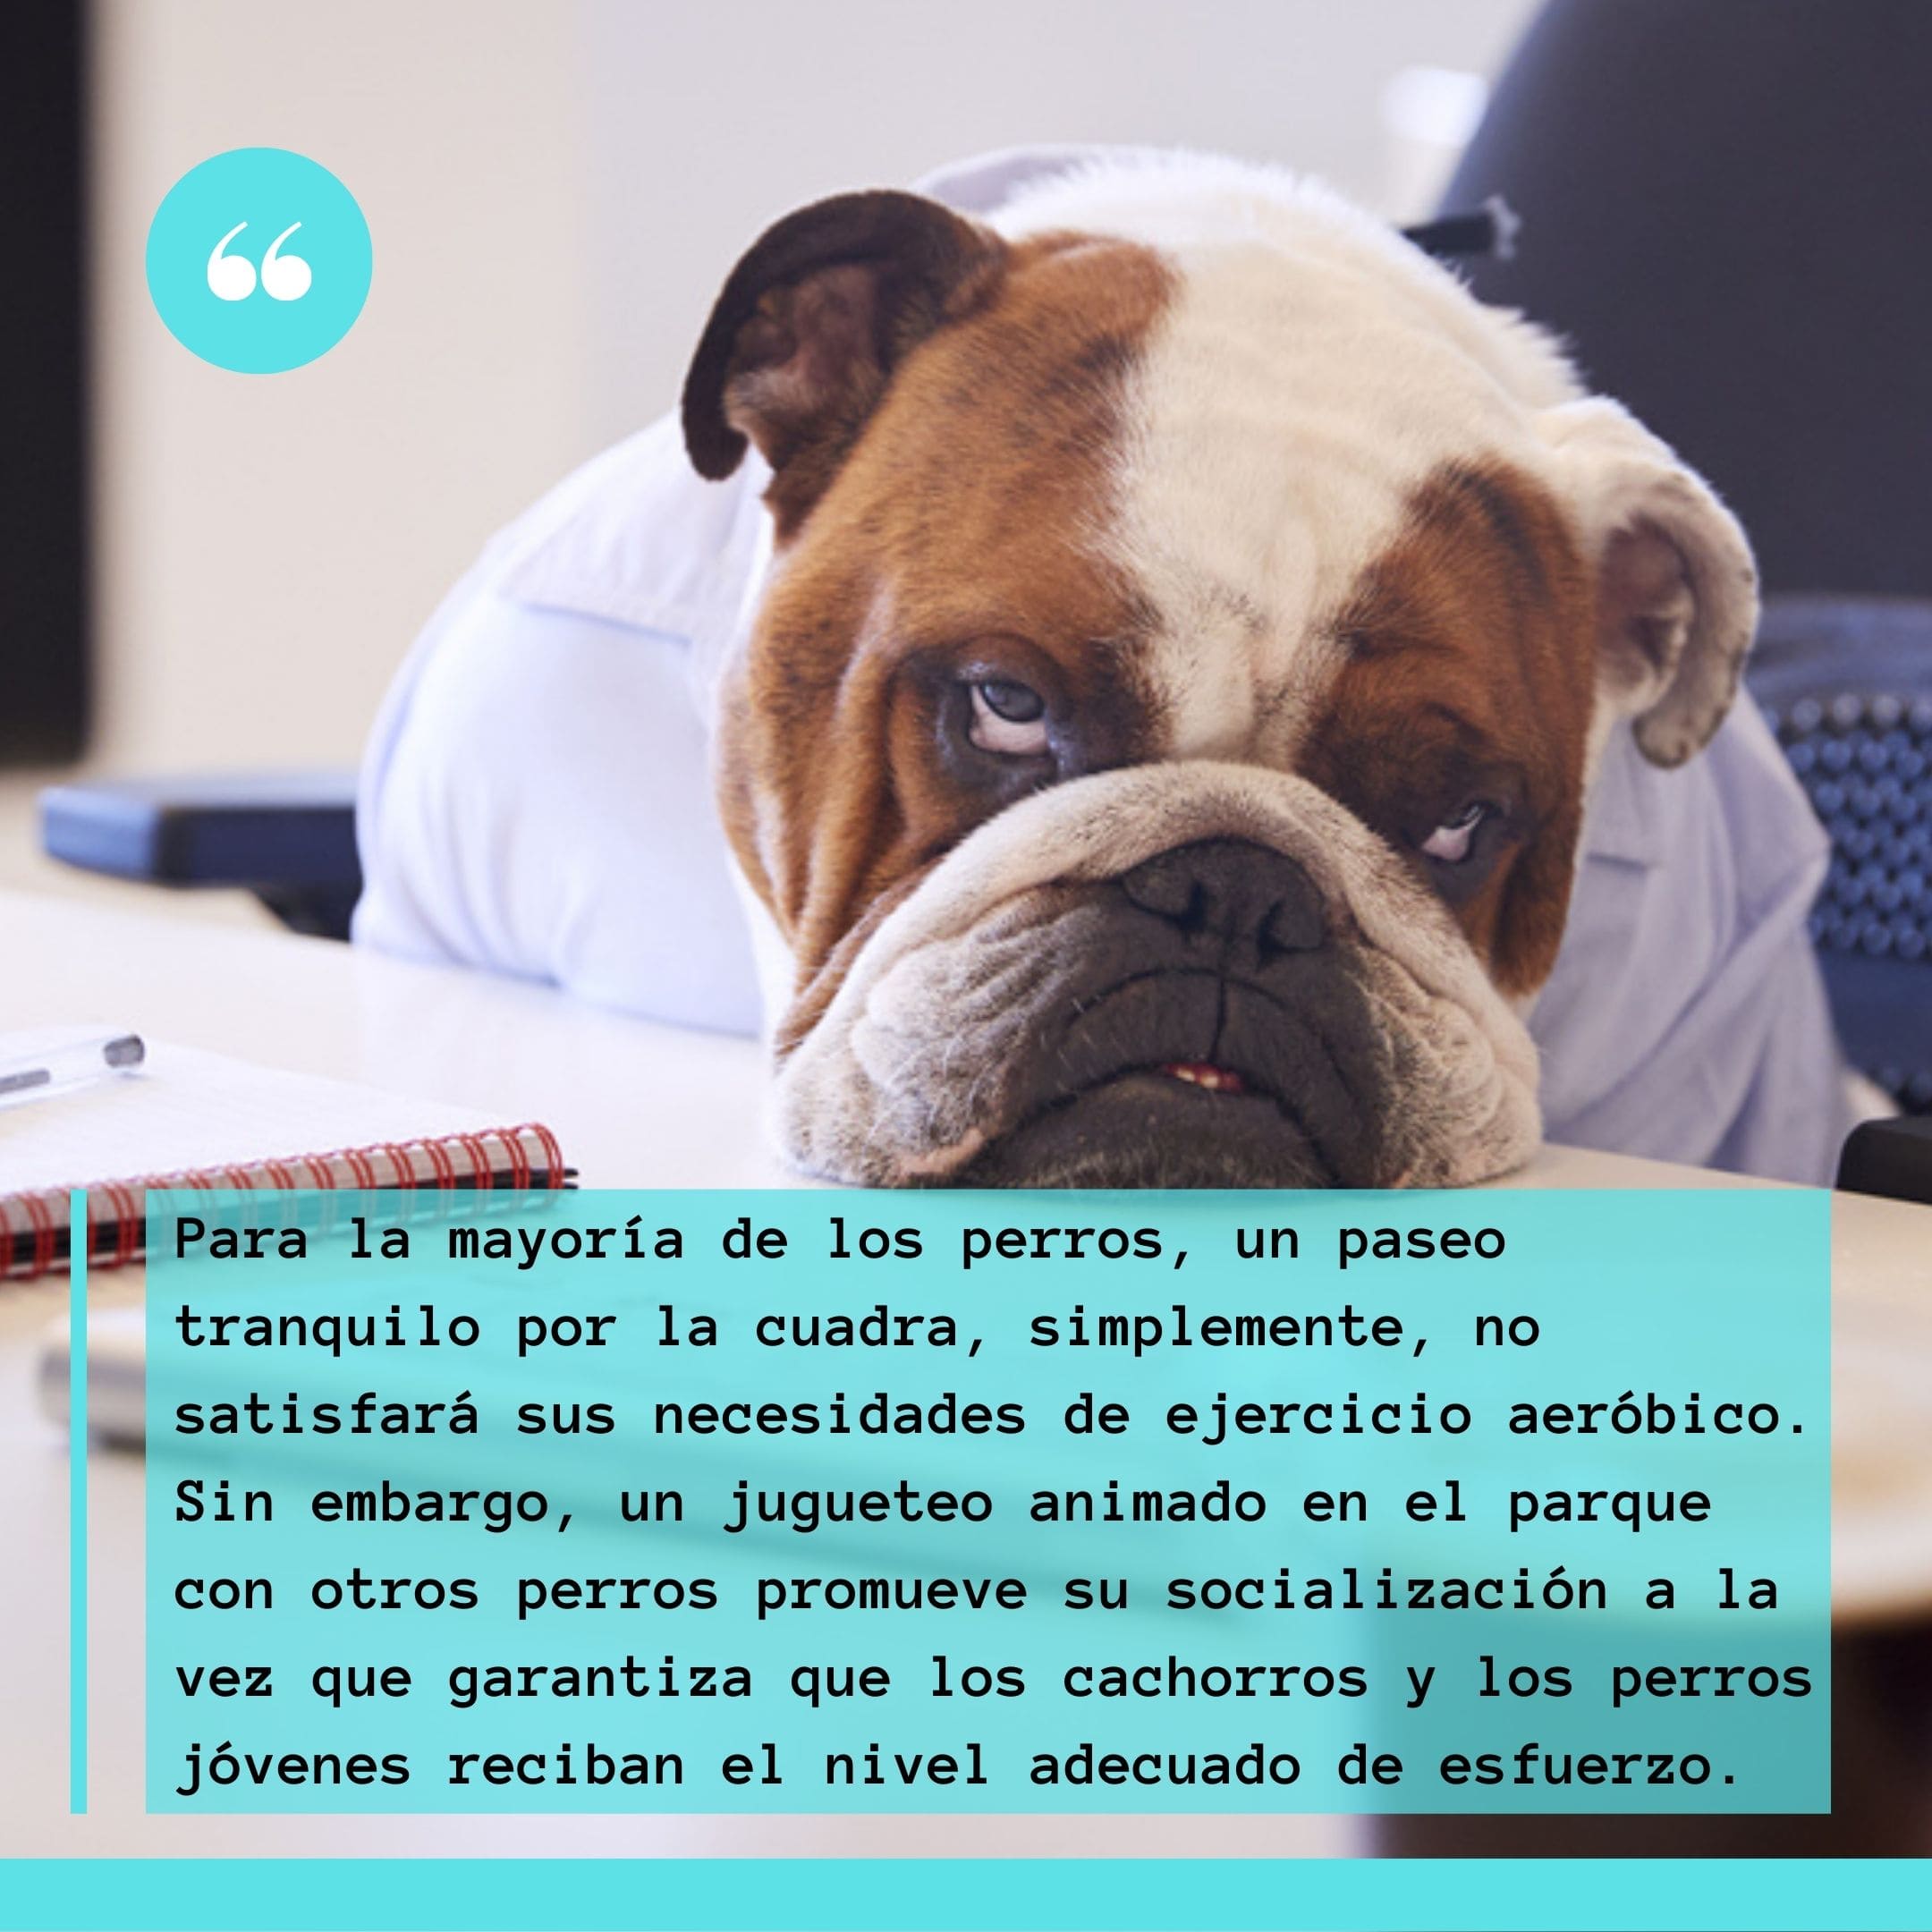 “
Para la mayoría de los perros, un paseo
tranquilo por la cuadra, simplemente, no
satisfará sus necesidades de ejercicio aeróbico.
Sin embargo, un jugueteo animado en el parque
con otros perros promueve su socialización a la
vez que garantiza que los cachorros y los perros
jóvenes reciban el nivel adecuado de esfuerzo.